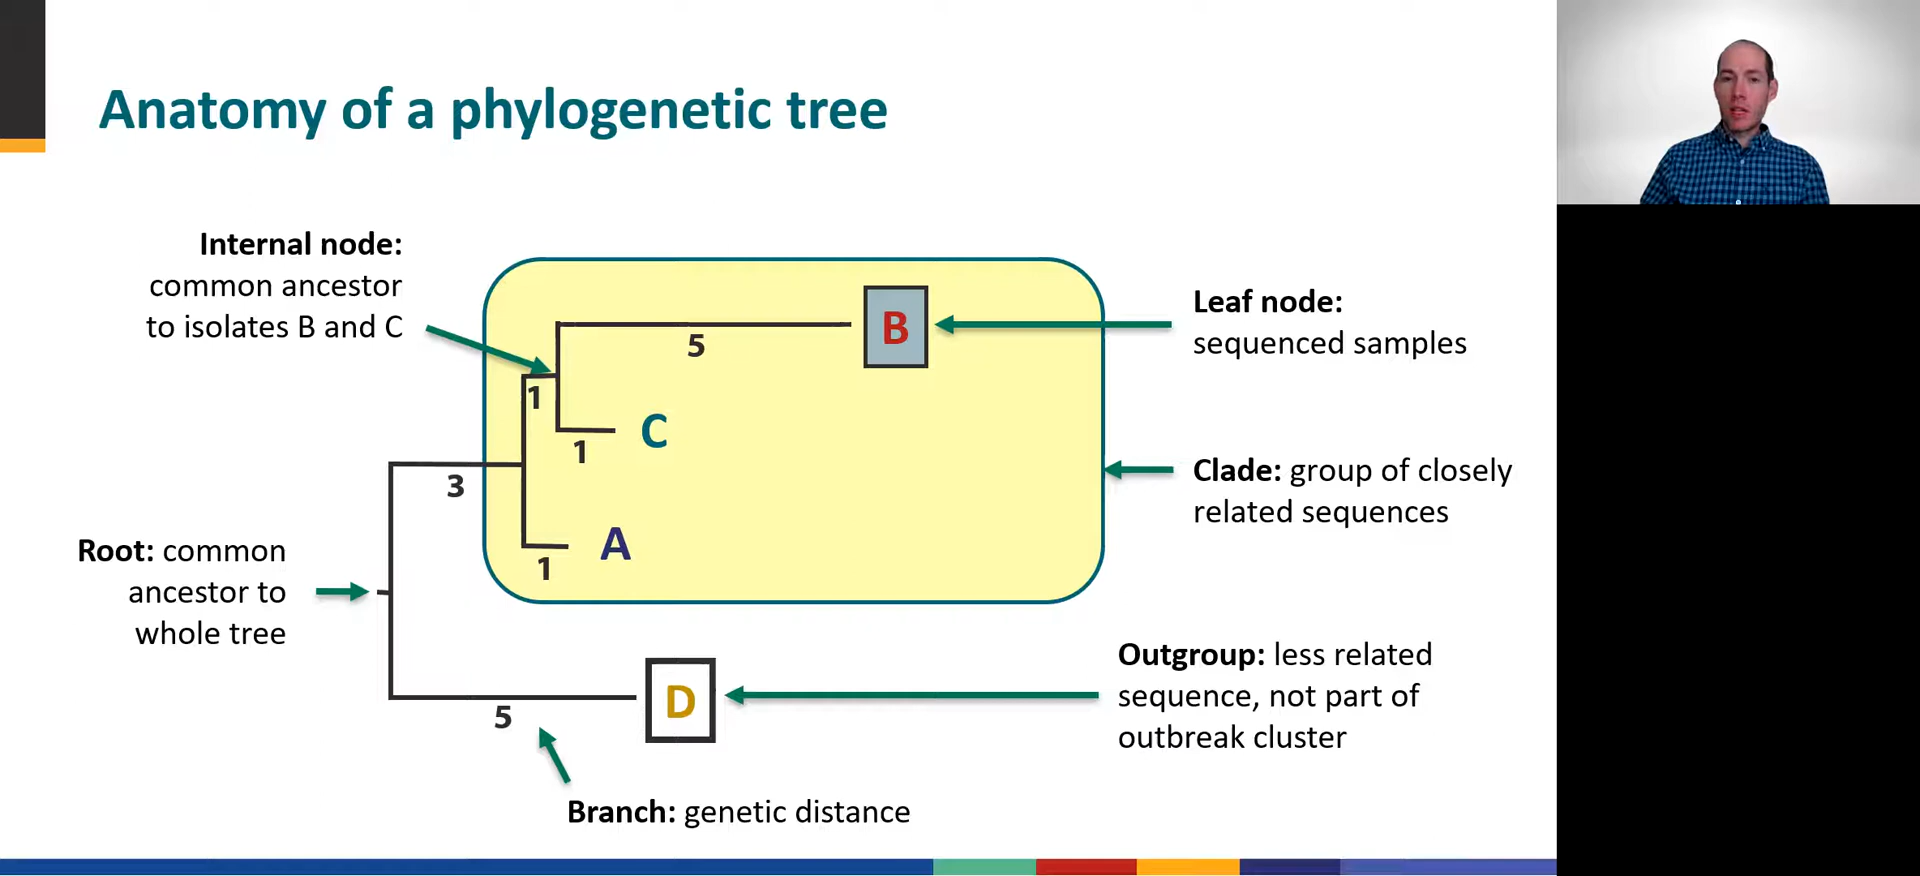 Anatomy of a phylogenetic tree
Internal node:
common ancestor
to isolates B and C
B
Leaf node:
sequenced samples
5
1
C
1
3
Clade: group of closely
related sequences
A
1
Root: common
ancestor to
whole tree
D
5
Outgroup: less related
sequence, not part of
outbreak cluster
Branch: genetic distance